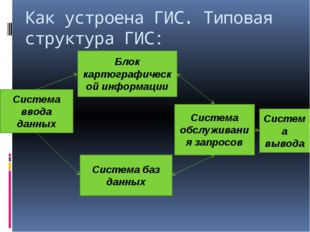 Как устроена ГИС. Типовая
структура ГИС:
Блок
картографическ
ой информации
Система
ввода
данных
Система
обслуживани
я запросов
Систем
а
вывода
Система баз
данных